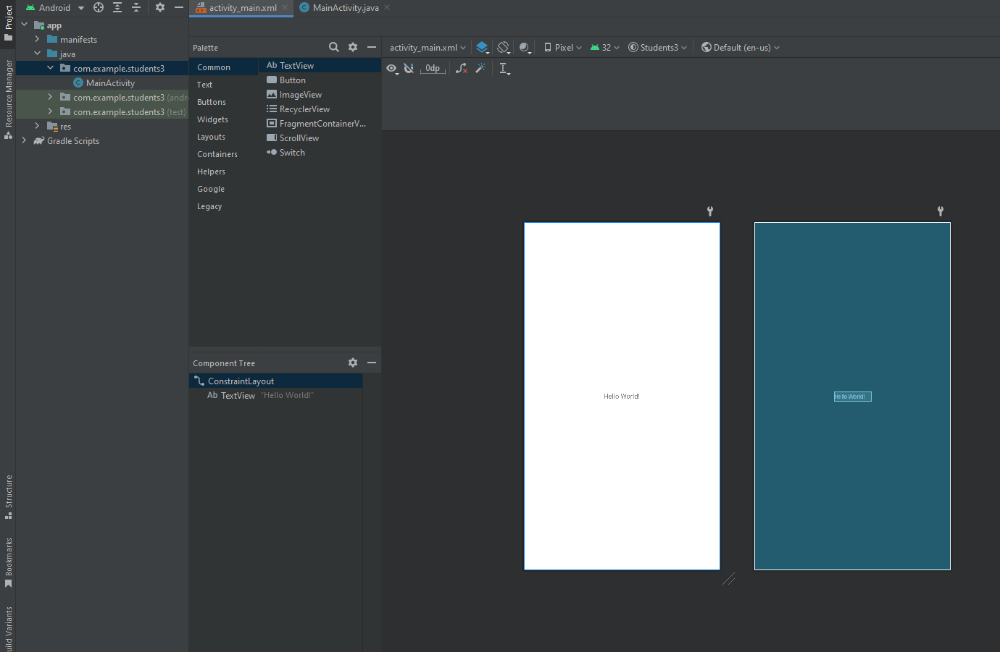 Project
Resource Manager
Structure
Bookmarks
Android
app
manifests
java
com.example.students3
MainActivity
com.example.students3 (andro
com.example.students3 (test)
res
Gradle Scripts
activity_main.xml
MainActivity.java
Palette
Common
Text
Buttons
Widgets
Layouts
Containers
Helpers
Google
Legacy
Ab TextView
Button
ImageView
RecyclerView
FragmentContainerV...
ScrollView
Switch
Component Tree
ConstraintLayout
Ab TextView "Hello World!"
activity_main.xml
Pixel
32
Students3
Default (en-us)
0dp
Hello World!
Hello World!
uild Variants